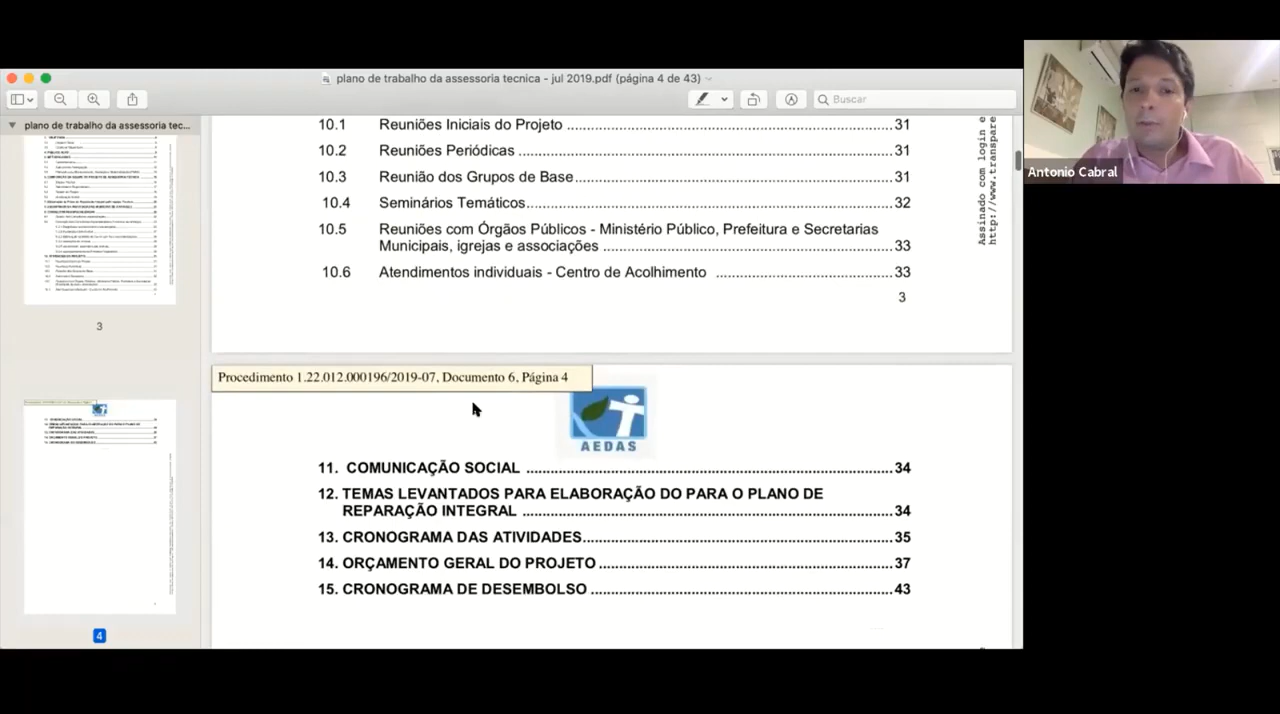 plano de trabalho da assessoria tecnica - jul 2019.pdf (página 4 de 43)
Buscar
Antonio Cabral
plano de trabalho da assessoria tec...
3
4
10.1 Reuniões Iniciais do Projeto 31
10.2 Reuniões Periódicas 31
10.3 Reunião dos Grupos de Base 31
10.4 Seminários Temáticos 32
10.5 Reuniões com Órgãos Públicos - Ministério Público, Prefeitura e Secretarias
Municipais, igrejas e associações 33
10.6 Atendimentos individuais - Centro de Acolhimento 33
3
Assinado com login e
http://www.transpare
Procedimento 1.22.012.000196/2019-07, Documento 6, Página 4
AEDAS
11. COMUNICAÇÃO SOCIAL 34
12. TEMAS LEVANTADOS PARA ELABORAÇÃO DO PARA O PLANO DE
REPARAÇÃO INTEGRAL 34
13. CRONOGRAMA DAS ATIVIDADES 35
14. ORÇAMENTO GERAL DO PROJETO 37
15. CRONOGRAMA DE DESEMBOLSO 43